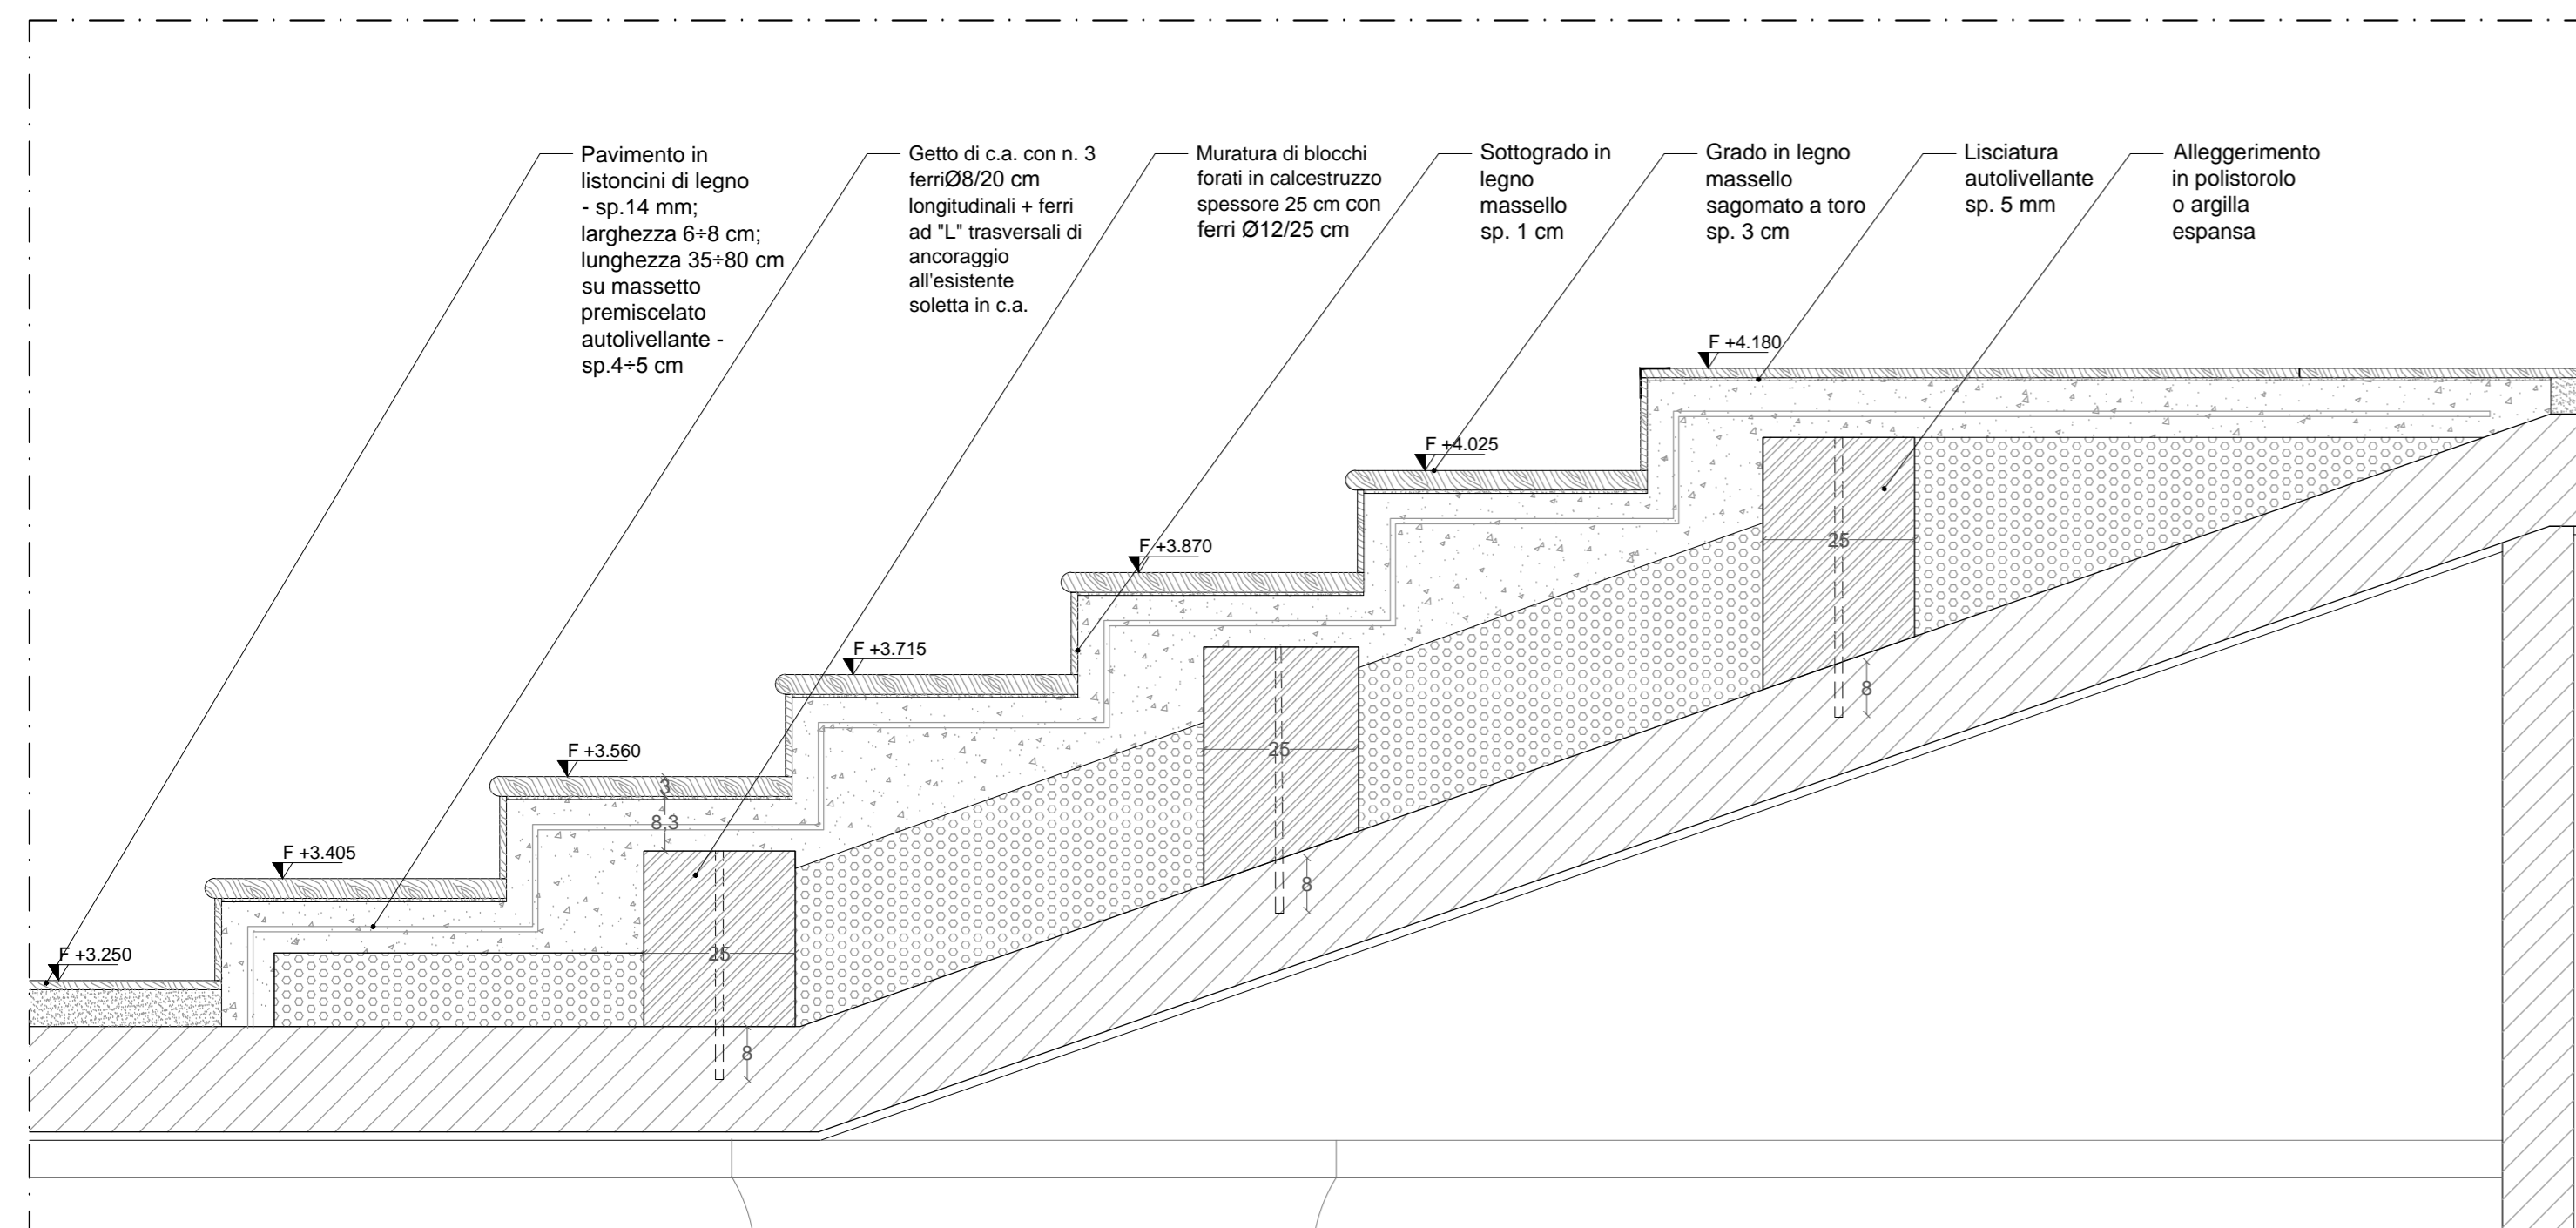 Pavimento in
listoncini di legno
- sp.14 mm;
larghezza 6÷8 cm;
lunghezza 35÷80 cm
su massetto
premiscelato
autolivellante -
sp.4÷5 cm
Getto di c.a. con n. 3
ferriØ8/20 cm
longitudinali + ferri
ad "L" trasversali di
ancoraggio
all'esistente
soletta in c.a.
Muratura di blocchi
forati in calcestruzzo
spessore 25 cm con
ferri Ø12/25 cm
Sottogrado in
legno
massello
sp. 1 cm
Grado in legno
massello
sagomato a toro
sp. 3 cm
Lisciatura
autolivellante
sp. 5 mm
Alleggerimento
in polistorolo
o argilla
espansa
F +4.180
F +4.025
F +3.870
F +3.715
F +3.560
F +3.405
F +3.250
3
8.3
25
8
25
8
25
8